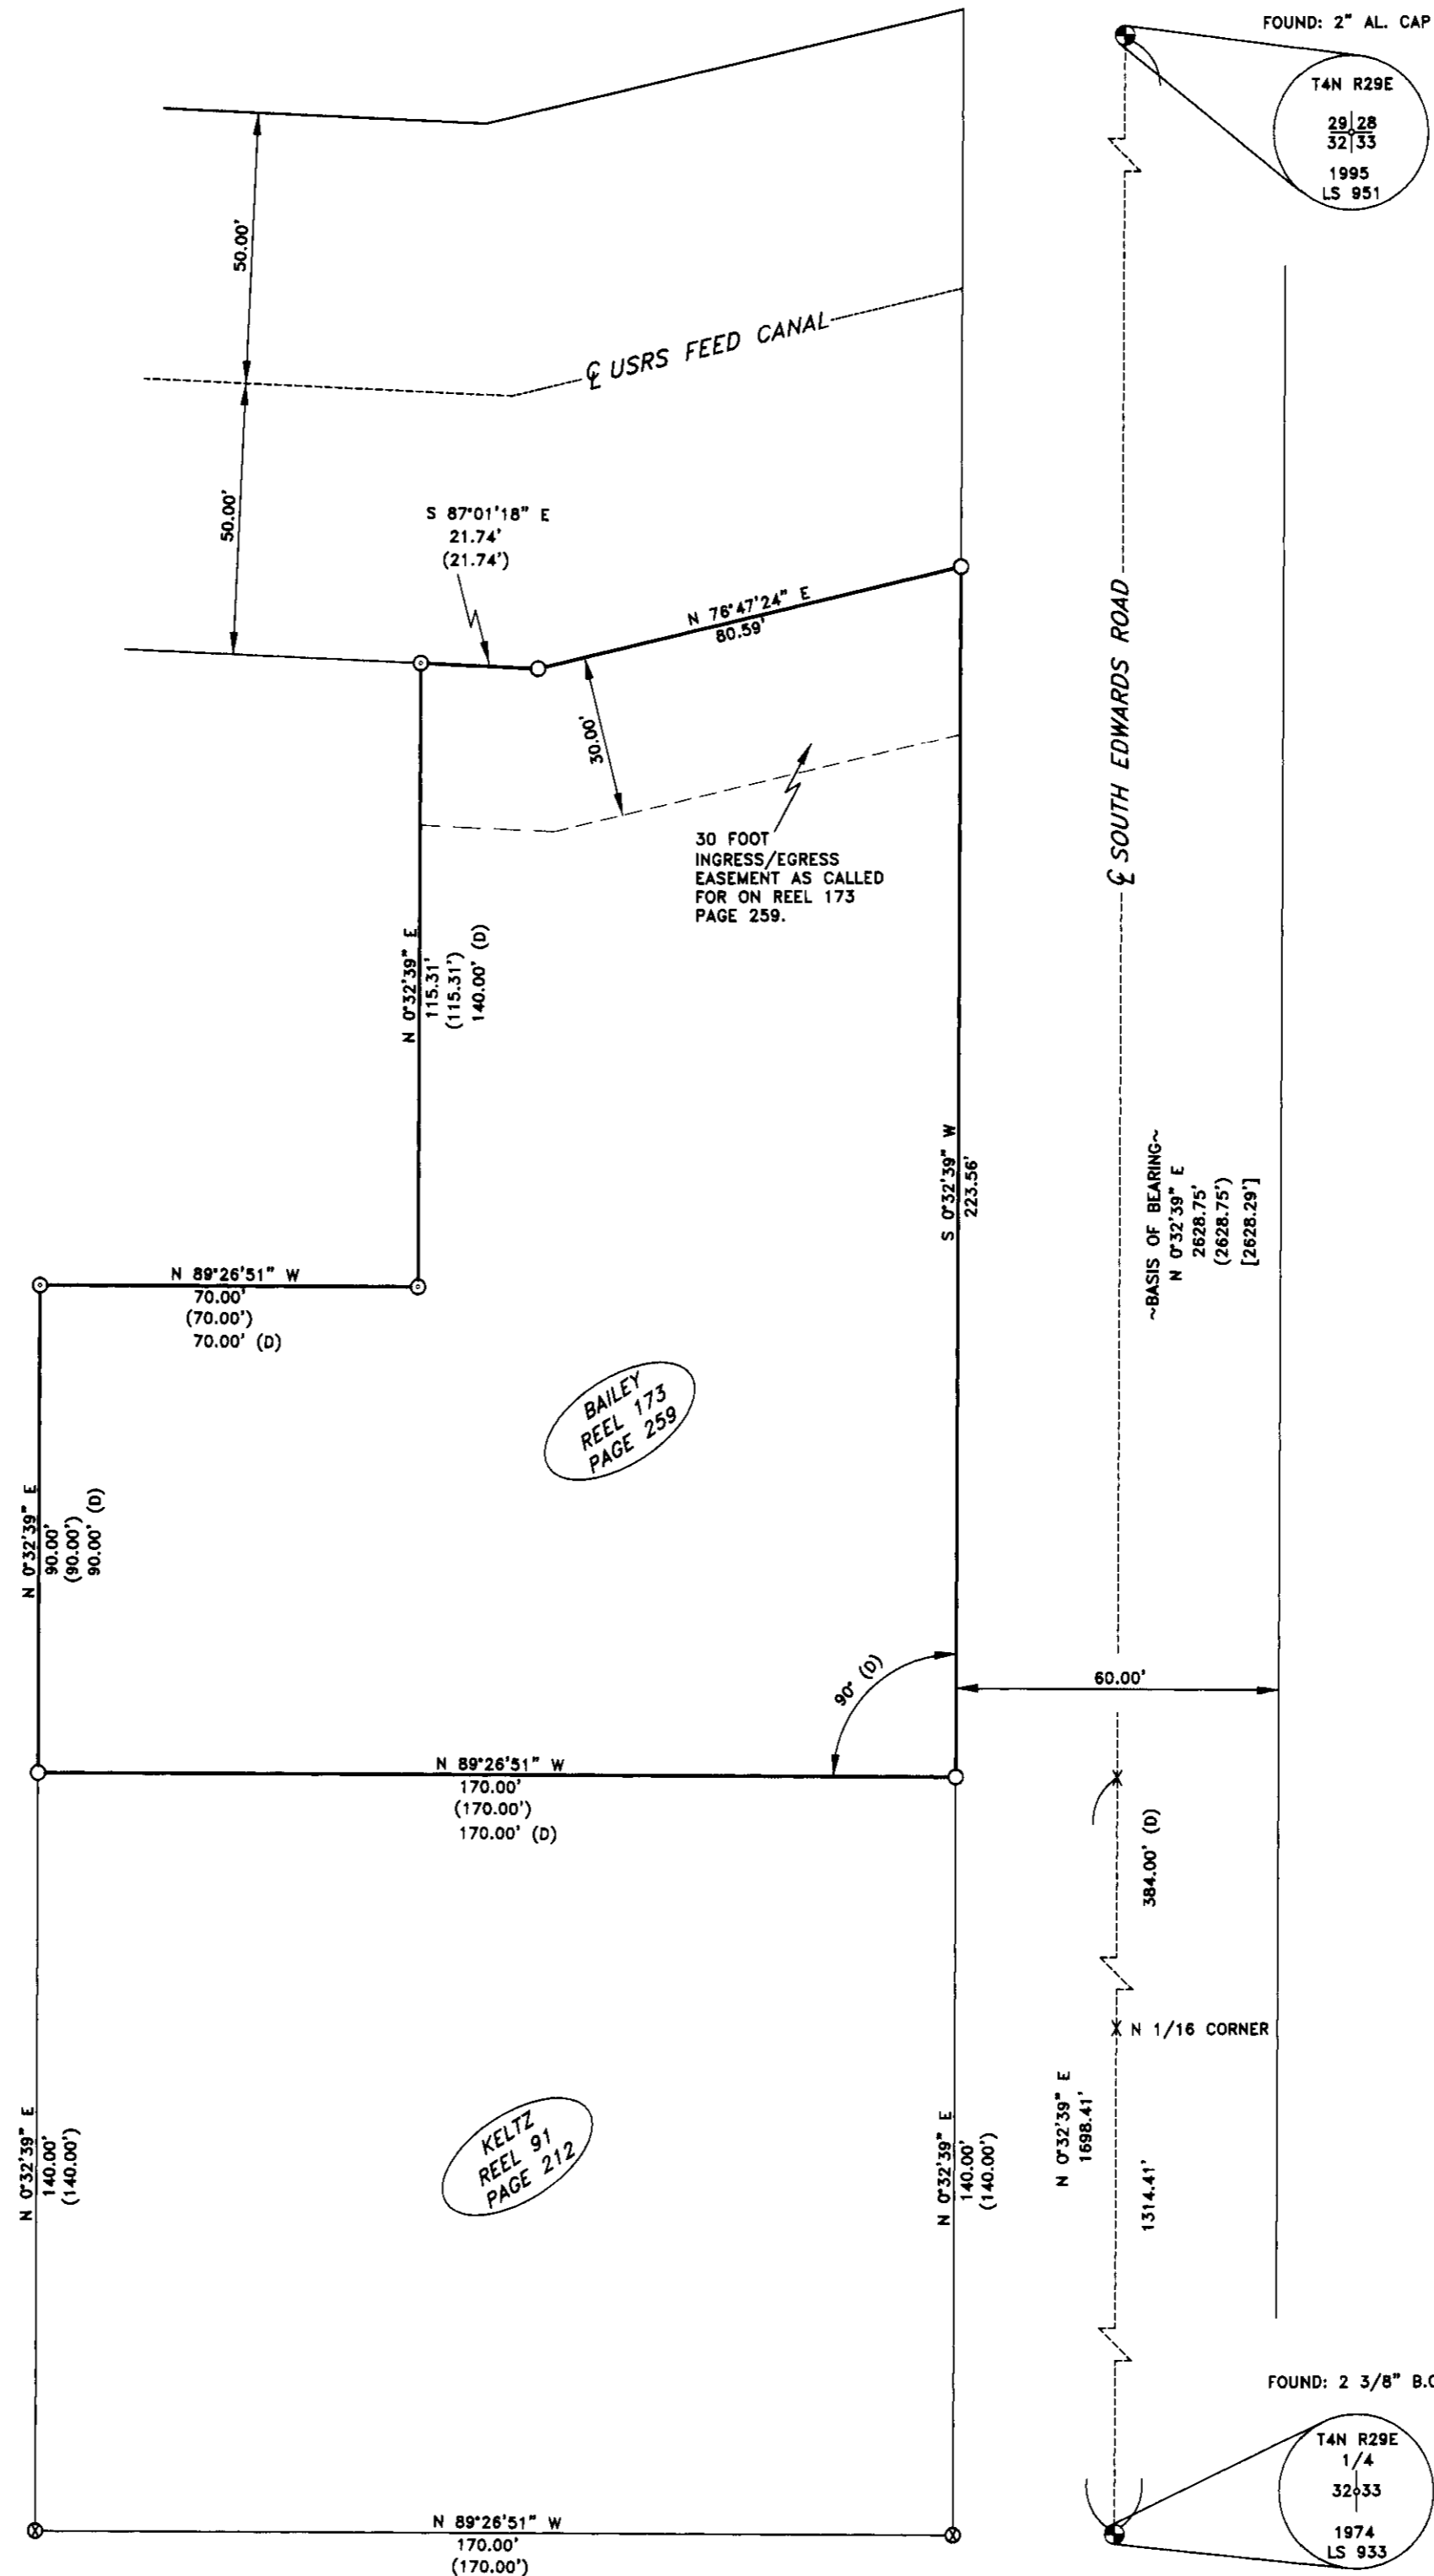 FOUND: 2" AL. CAP
T4N R29E
29 28
32 33
1995
LS 951
50.00'
℄ USRS FEED CANAL
50.00'
S 87°01'18" E
21.74'
(21.74')
N 76°47'24" E
80.59'
30.00'
30 FOOT
INGRESS/EGRESS
EASEMENT AS CALLED
FOR ON REEL 173
PAGE 259.
℄ SOUTH EDWARDS ROAD
N 0°32'39" E
115.31'
(115.31')
140.00' (D)
S 0°32'39" W
223.56'
~BASIS OF BEARING~
N 0°32'39" E
2628.75'
(2628.75')
[2628.29']
N 89°26'51" W
70.00'
(70.00')
70.00' (D)
BAILEY
REEL 173
PAGE 259
N 0°32'39" E
90.00'
(90.00')
90.00' (D)
90° (D)
60.00'
N 89°26'51" W
170.00'
(170.00')
170.00' (D)
384.00' (D)
N 1/16 CORNER
N 0°32'39" E
1698.41'
1314.41'
N 0°32'39" E
140.00'
(140.00')
KELTZ
REEL 91
PAGE 212
N 0°32'39" E
140.00'
(140.00')
FOUND: 2 3/8" B.C
T4N R29E
1/4
32 33
1974
LS 933
N 89°26'51" W
170.00'
(170.00')